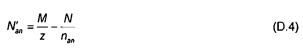 N'ₐₙ = M/z − N/nₐₙ (D.4)